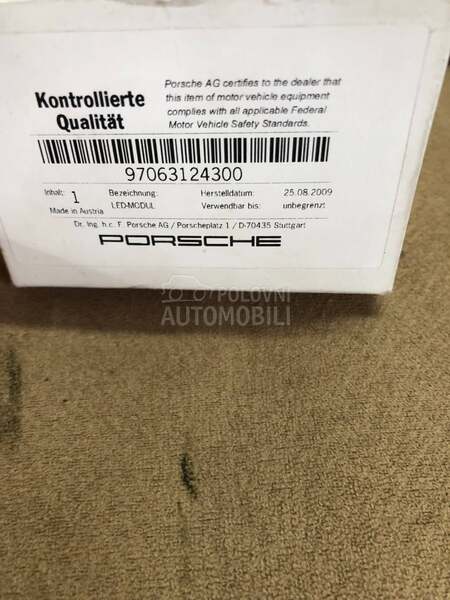 Kontrollierte
Qualität
Porsche AG certifies to the dealer that
this item of motor vehicle equipment
complies with all applicable Federal
Motor Vehicle Safety Standards.
97063124300
Inhalt: 1 Bezeichnung: Herstelldatum: 25.08.2009
Made in Austria LED-MODUL Verwendbar bis: unbegrenzt
Dr. Ing. h.c. F. Porsche AG / Porscheplatz 1 / D-70435 Stuttgart
PORSCHE
POLOVNI
AUTOMOBILI